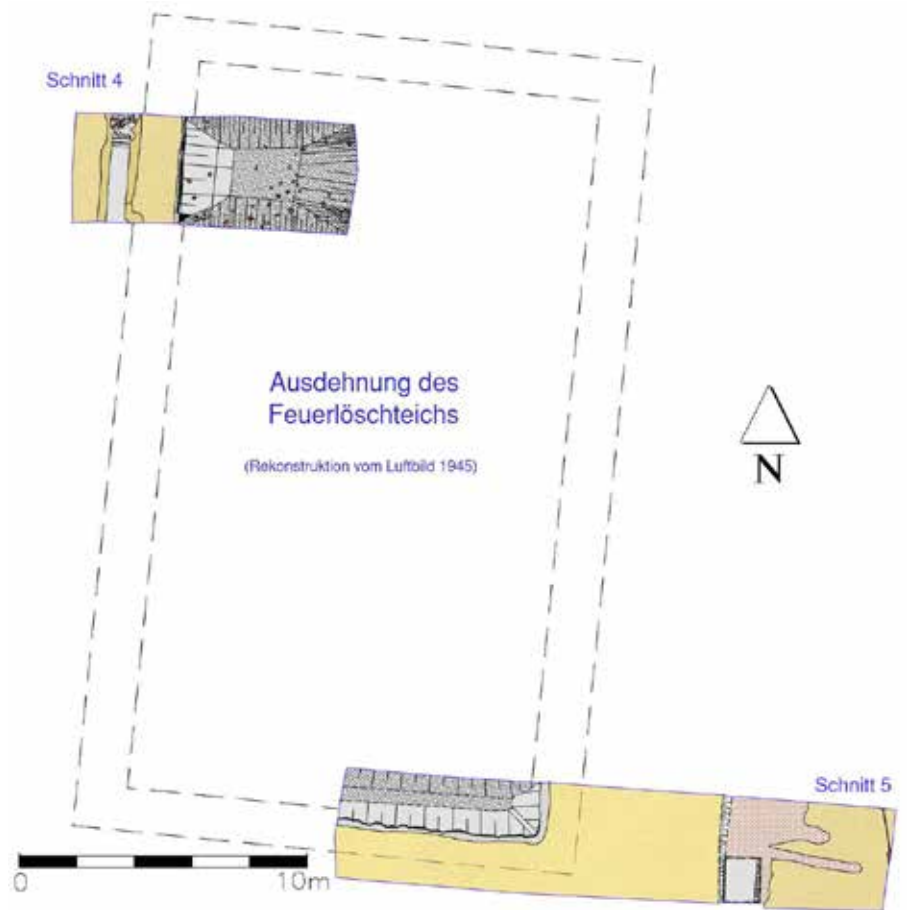 Schnitt 4
Ausdehnung des
Feuerlöschteichs
(Rekonstruktion vom Luftbild 1945)
N
Schnitt 5
0 10m